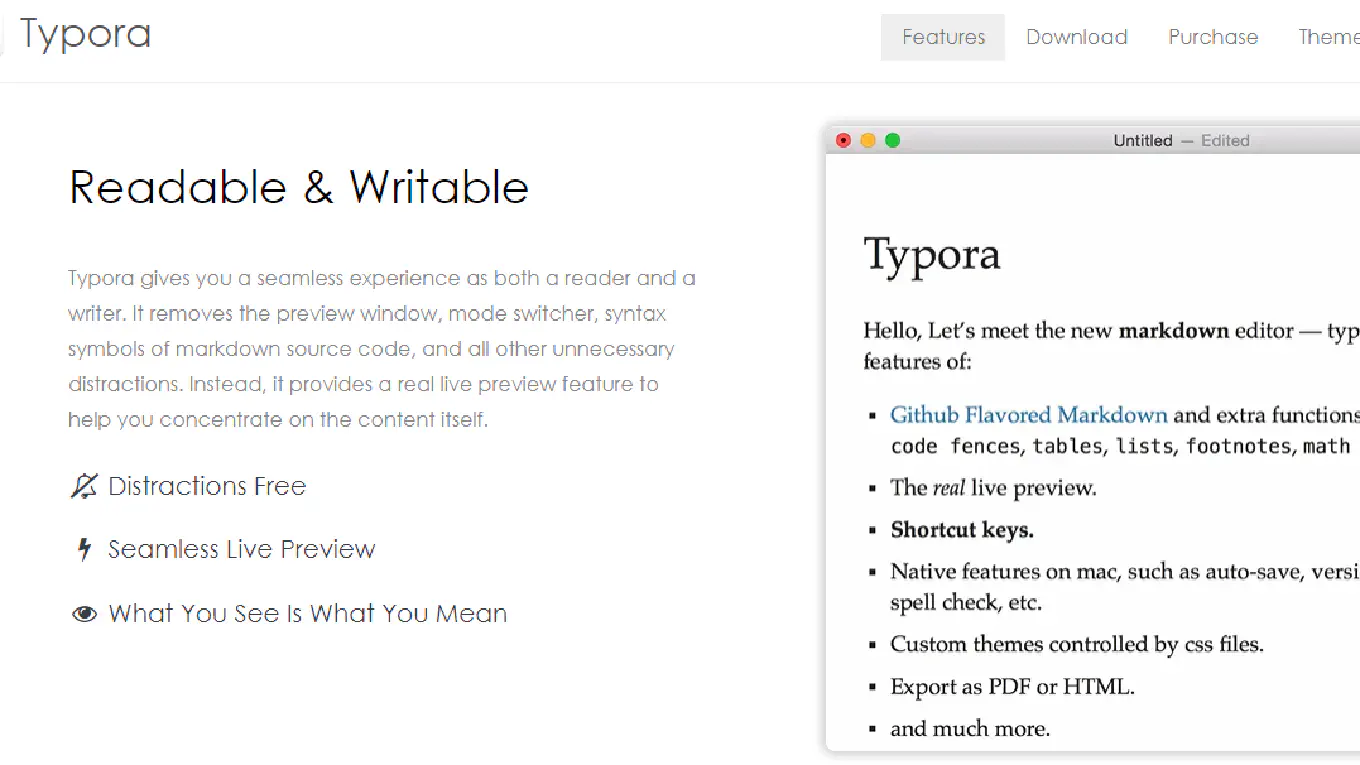 Typora
Features Download Purchase Theme
Readable & Writable
Typora gives you a seamless experience as both a reader and a
writer. It removes the preview window, mode switcher, syntax
symbols of markdown source code, and all other unnecessary
distractions. Instead, it provides a real live preview feature to
help you concentrate on the content itself.
Distractions Free
Seamless Live Preview
What You See Is What You Mean
Untitled — Edited
Typora
Hello, Let's meet the new markdown editor — typ
features of:
▪ Github Flavored Markdown and extra functions
code fences, tables, lists, footnotes, math
▪ The real live preview.
▪ Shortcut keys.
▪ Native features on mac, such as auto-save, versi
spell check, etc.
▪ Custom themes controlled by css files.
▪ Export as PDF or HTML.
▪ and much more.